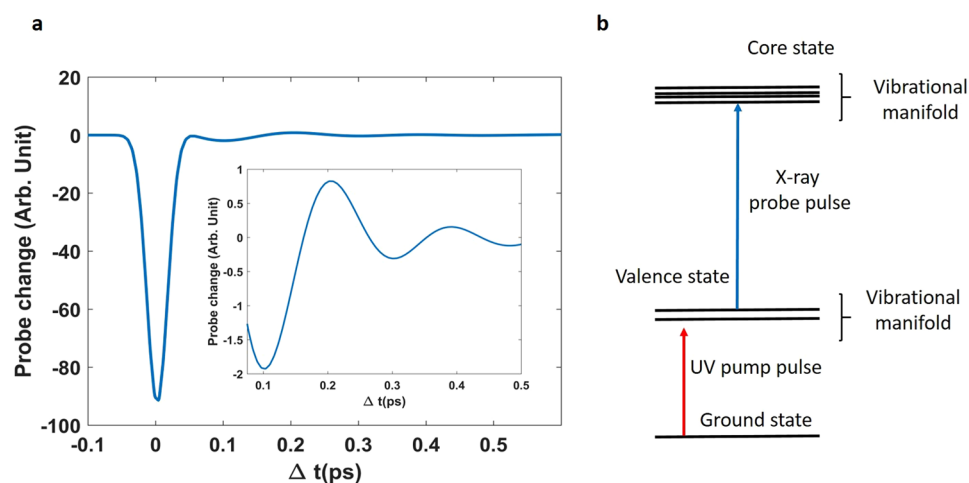 a
Probe change (Arb. Unit)
20
0
-20
-40
-60
-80
-100
-0.1
0
0.1
0.2
0.3
0.4
0.5
Δ t(ps)
Probe change (Arb. Unit)
1
0.5
0
-0.5
-1
-1.5
-2
0.1
0.2
0.3
0.4
0.5
Δ t(ps)
b
Core state
Vibrational
manifold
X-ray
probe pulse
Valence state
Vibrational
manifold
UV pump pulse
Ground state